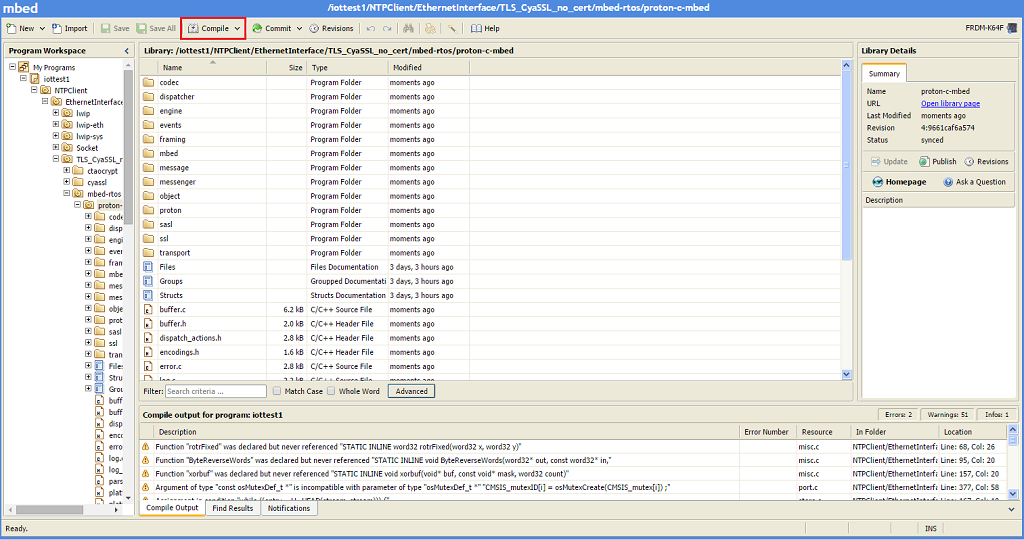 mbed
/iottest1/NTPClient/EthernetInterface/TLS_CyaSSL_no_cert/mbed-rtos/proton-c-mbed
New Import Save Save All Compile Commit Revisions Help FRDM-K64F
Program Workspace
My Programs
iottest1
NTPClient
EthernetInterface
lwip
lwip-eth
lwip-sys
Socket
TLS_CyaSSL_n
ctaocrypt
cyassl
mbed-rtos
proton-
code
disp
engi
ever
fran
mbe
mes
mes
obje
prot
sasl
ssl
tran
Files
Stru
Grou
buff
buff
disp
enco
erro
log.c
log_
pars
platf
Library: /iottest1/NTPClient/EthernetInterface/TLS_CyaSSL_no_cert/mbed-rtos/proton-c-mbed
Name Size Type Modified
codec Program Folder moments ago
dispatcher Program Folder moments ago
engine Program Folder moments ago
events Program Folder moments ago
framing Program Folder moments ago
mbed Program Folder moments ago
message Program Folder moments ago
messenger Program Folder moments ago
object Program Folder moments ago
proton Program Folder moments ago
sasl Program Folder moments ago
ssl Program Folder moments ago
transport Program Folder moments ago
Files Files Documentation 3 days, 3 hours ago
Groups Groupped Documentati 3 days, 3 hours ago
Structs Structs Documentation 3 days, 3 hours ago
buffer.c 6.2 kB C/C++ Source File moments ago
buffer.h 2.0 kB C/C++ Header File moments ago
dispatch_actions.h 2.8 kB C/C++ Header File moments ago
encodings.h 1.6 kB C/C++ Header File moments ago
error.c 2.8 kB C/C++ Source File moments ago
log.c 2.2 kB C/C++ Source File moments ago
Filter: Search criteria ... Match Case Whole Word Advanced
Library Details
Summary
Name proton-c-mbed
URL Open library page
Last Modified moments ago
Revision 4:9661caf6a574
Status synced
Update Publish Revisions
Homepage Ask a Question
Description
Compile output for program: iottest1 Errors: 2 Warnings: 51 Infos: 1
Description Error Number Resource In Folder Location
Function "rotrFixed" was declared but never referenced "STATIC INLINE word32 rotrFixed(word32 x, word32 y)" misc.c NTPClient/EthernetInterfa Line: 68, Col: 26
Function "ByteReverseWords" was declared but never referenced "STATIC INLINE void ByteReverseWords(word32* out, const word32* in," misc.c NTPClient/EthernetInterfa Line: 95, Col: 20
Function "xorbuf" was declared but never referenced "STATIC INLINE void xorbuf(void* buf, const void* mask, word32 count)" misc.c NTPClient/EthernetInterfa Line: 157, Col: 20
Argument of type "const osMutexDef_t *" is incompatible with parameter of type "osMutexDef_t *" "CMSIS_mutexID[i] = osMutexCreate(CMSIS_mutex[i]) ;" port.c NTPClient/EthernetInterfa Line: 377, Col: 58
Compile Output Find Results Notifications
Ready. INS